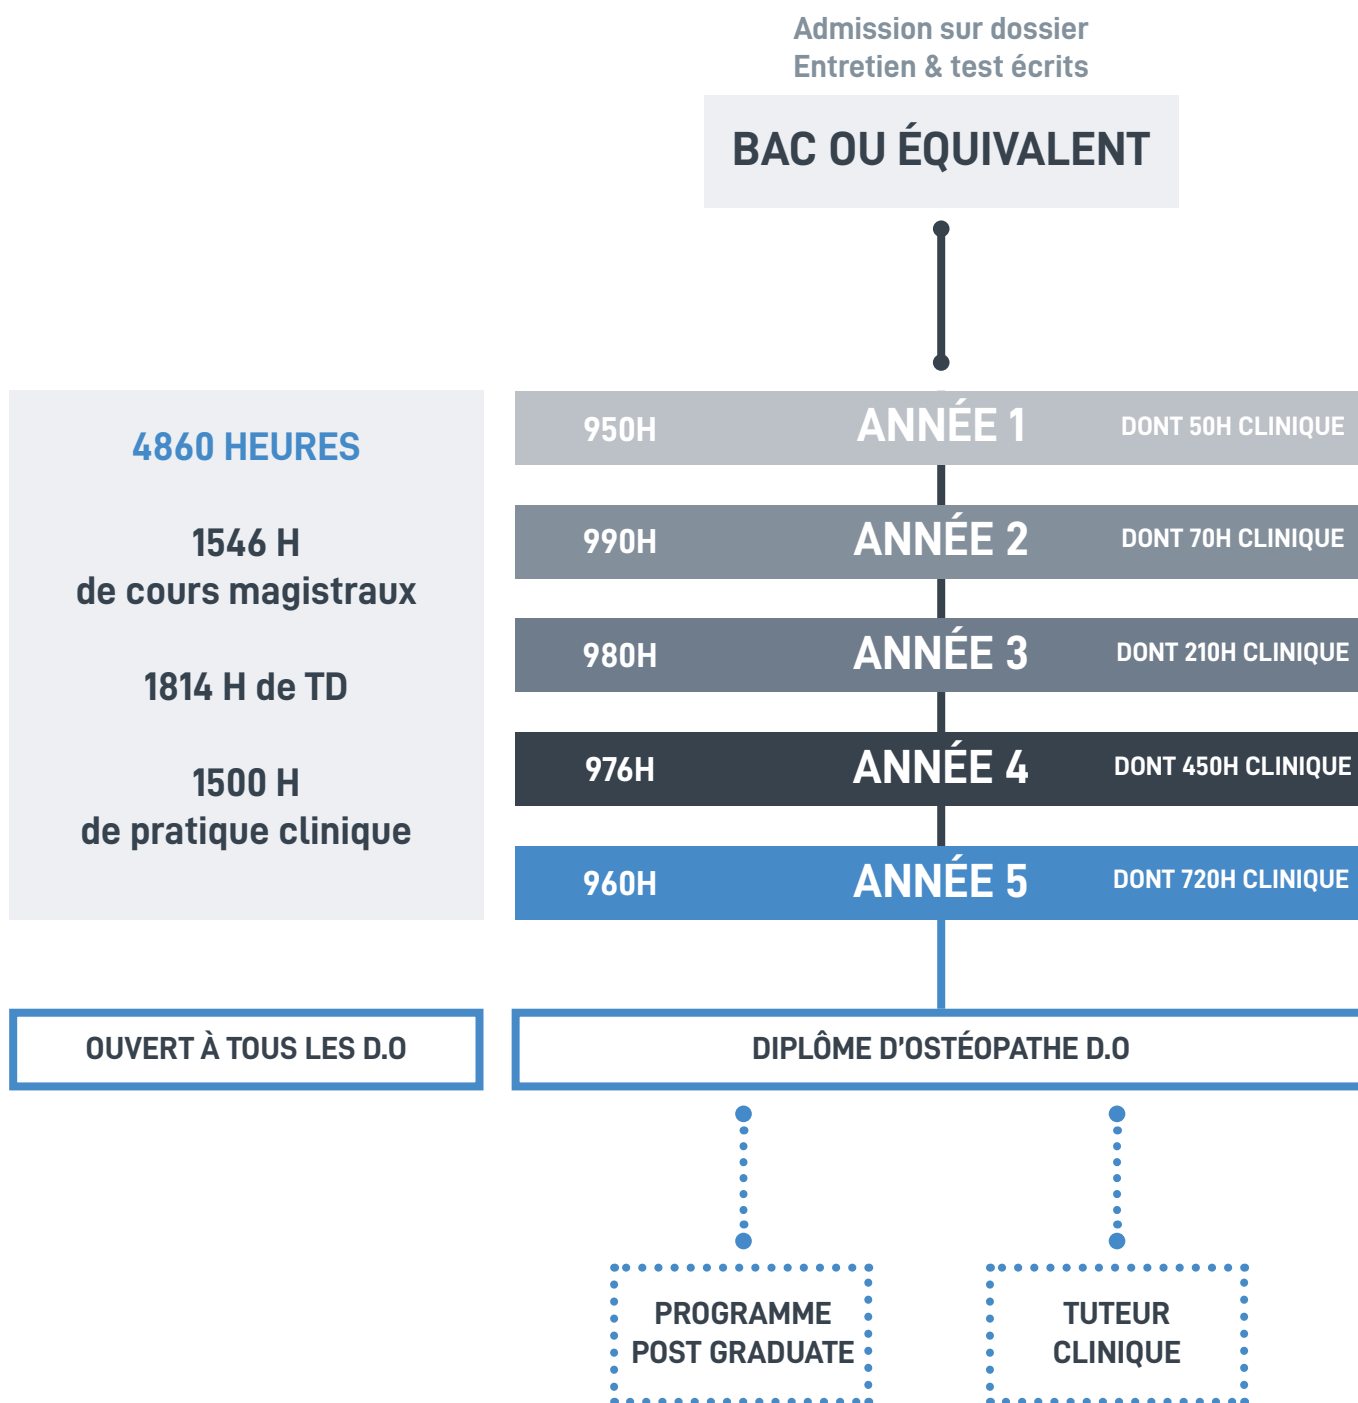 Admission sur dossier
Entretien & test écrits
BAC OU ÉQUIVALENT
4860 HEURES
1546 H
de cours magistraux
1814 H de TD
1500 H
de pratique clinique
950H ANNÉE 1 DONT 50H CLINIQUE
990H ANNÉE 2 DONT 70H CLINIQUE
980H ANNÉE 3 DONT 210H CLINIQUE
976H ANNÉE 4 DONT 450H CLINIQUE
960H ANNÉE 5 DONT 720H CLINIQUE
OUVERT À TOUS LES D.O
DIPLÔME D'OSTÉOPATHE D.O
PROGRAMME
POST GRADUATE
TUTEUR
CLINIQUE